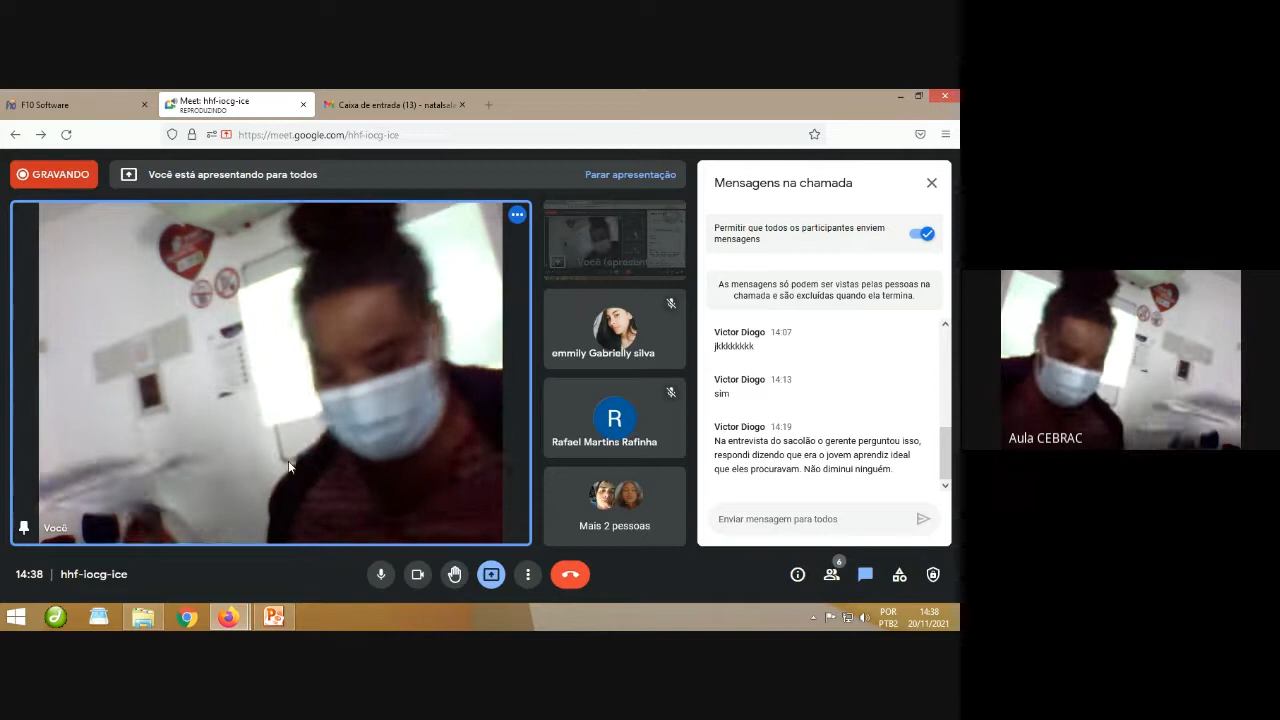 F10 Software
Meet: hhf-iocg-ice
REPRODUZINDO
Caixa de entrada (13) - natalsala
https://meet.google.com/hhf-iocg-ice
GRAVANDO
Você está apresentando para todos
Parar apresentação
Mensagens na chamada
Permitir que todos os participantes enviem
mensagens
As mensagens só podem ser vistas pelas pessoas na
chamada e são excluídas quando ela termina.
Victor Diogo 14:07
jkkkkkkkk
Victor Diogo 14:13
sim
Victor Diogo 14:19
Na entrevista do sacolão o gerente perguntou isso,
respondi dizendo que era o jovem aprendiz ideal
que eles procuravam. Não diminui ninguém.
Enviar mensagem para todos
Você (apresent
emmily Gabrielly silva
R
Rafael Martins Rafinha
Mais 2 pessoas
Você
Aula CEBRAC
14:38 | hhf-iocg-ice
6
POR
PTB2
14:38
20/11/2021